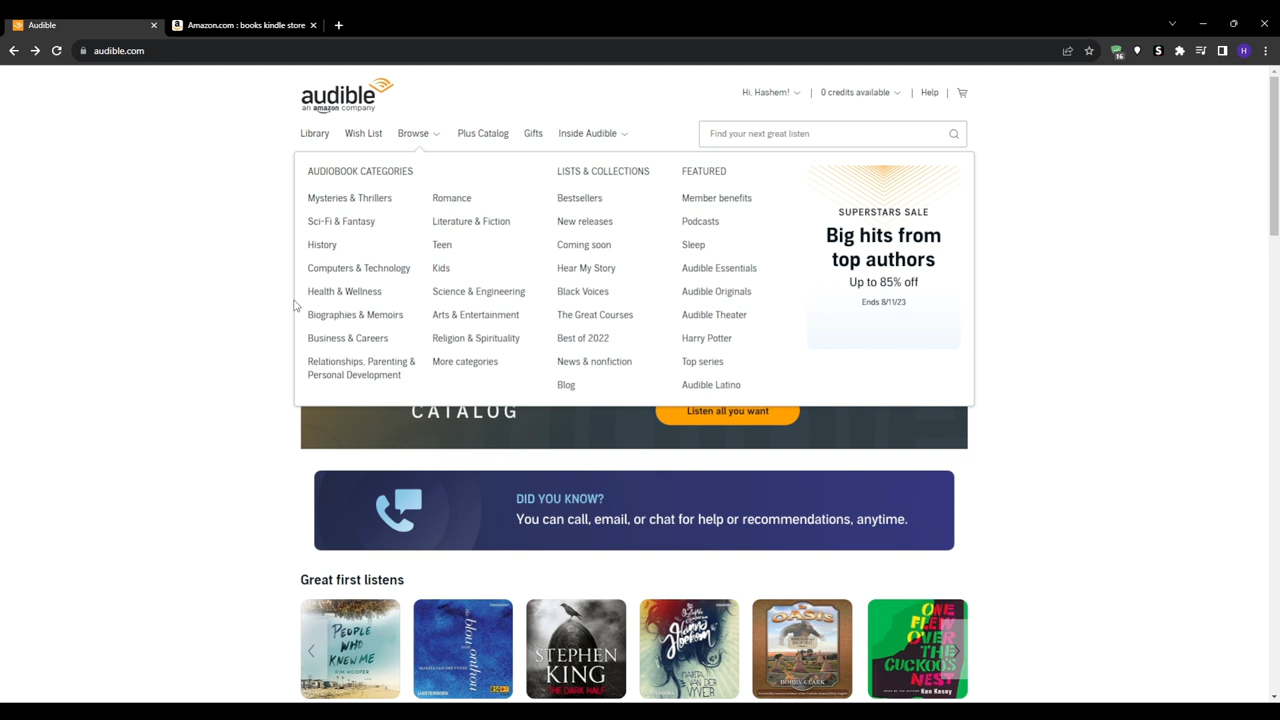 Audible
Amazon.com : books kindle store
audible.com
16
S
H
audible
an amazon company
Hi, Hashem!
0 credits available
Help
Library
Wish List
Browse
Plus Catalog
Gifts
Inside Audible
Find your next great listen
AUDIOBOOK CATEGORIES
Mysteries & Thrillers
Sci-Fi & Fantasy
History
Computers & Technology
Health & Wellness
Biographies & Memoirs
Business & Careers
Relationships, Parenting &
Personal Development
Romance
Literature & Fiction
Teen
Kids
Science & Engineering
Arts & Entertainment
Religion & Spirituality
More categories
LISTS & COLLECTIONS
Bestsellers
New releases
Coming soon
Hear My Story
Black Voices
The Great Courses
Best of 2022
News & nonfiction
Blog
FEATURED
Member benefits
Podcasts
Sleep
Audible Essentials
Audible Originals
Audible Theater
Harry Potter
Top series
Audible Latino
SUPERSTARS SALE
Big hits from
top authors
Up to 85% off
Ends 8/11/23
CATALOG
Listen all you want
DID YOU KNOW?
You can call, email, or chat for help or recommendations, anytime.
Great first listens
PEOPLE
WHO
KNEW ME
KIM HOOPER
STEPHEN
KING
THE DARK HALF
OASIS
BOBBY CLARK
ONE
FLEW
OVER
THE
CUCKOO'S
NEST
Ken Kesey